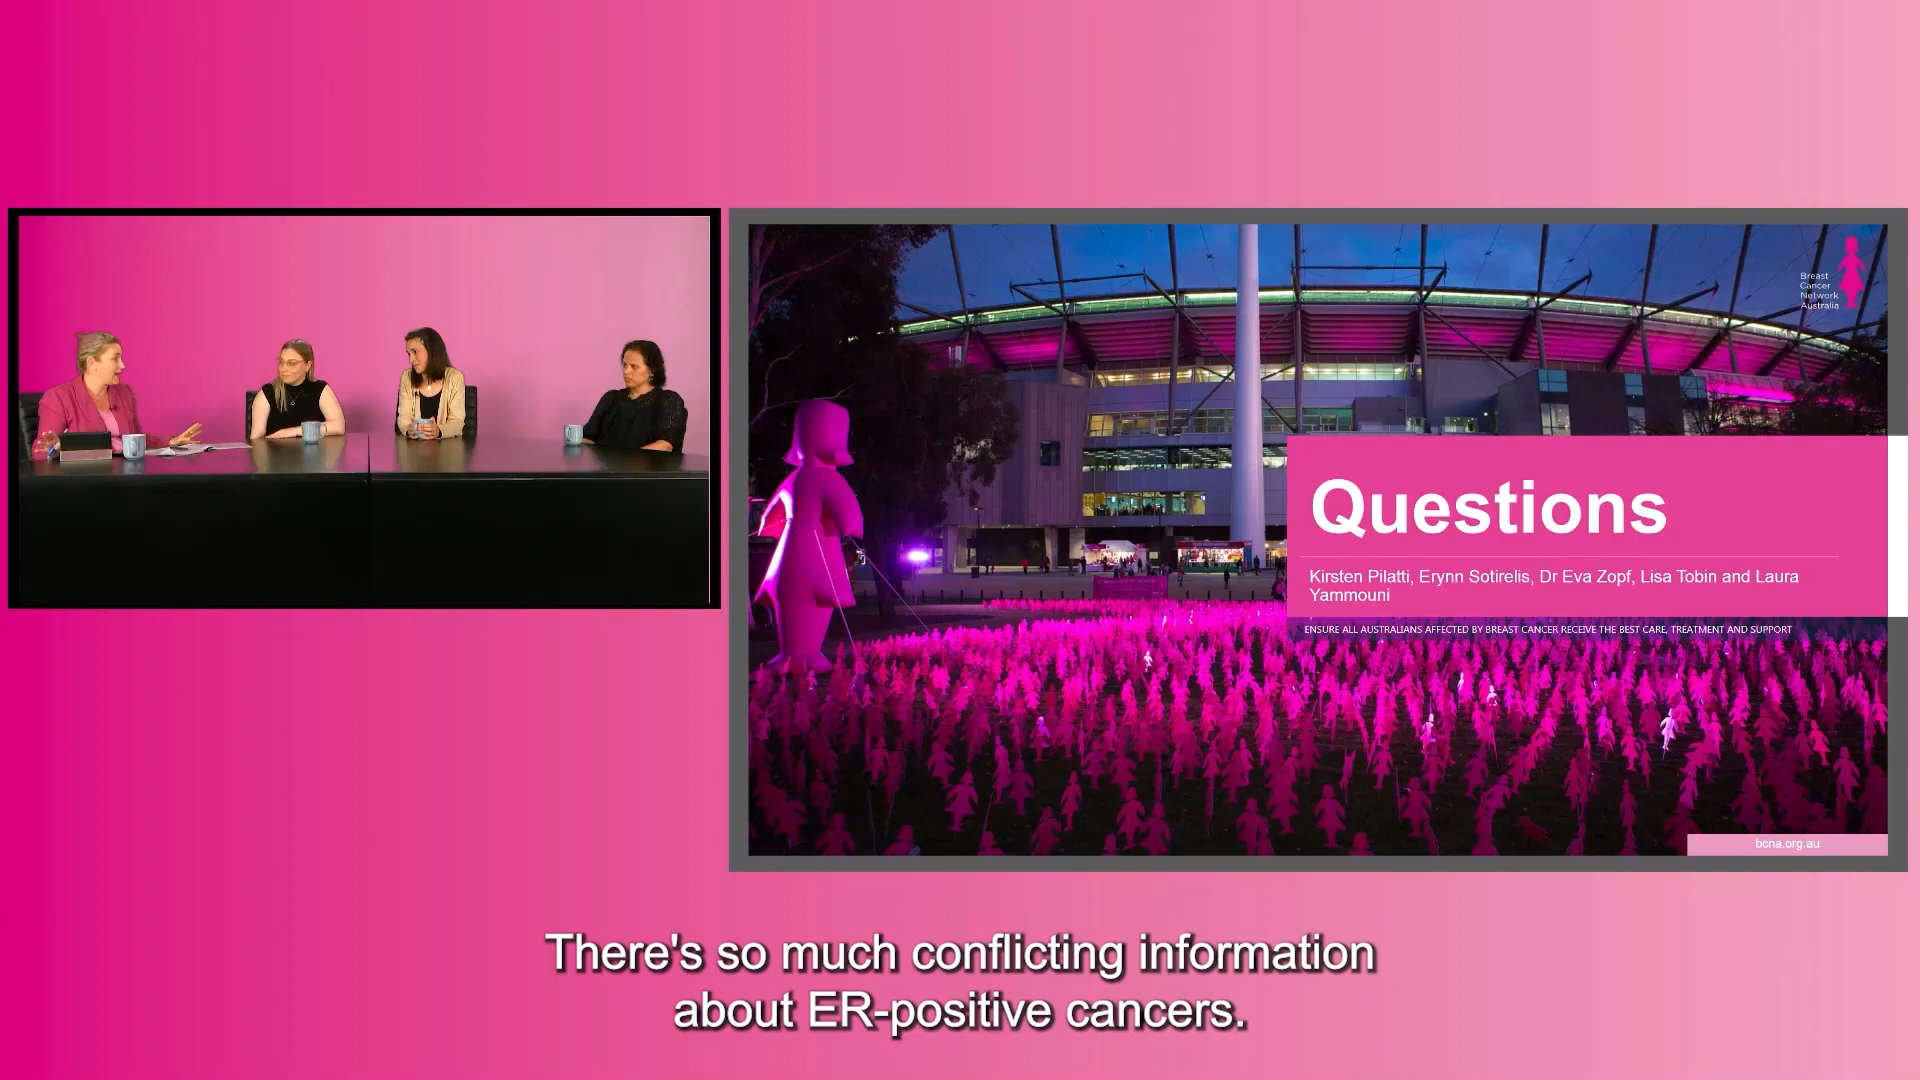 Breast
Cancer
Network
Australia
Questions
Kirsten Pilatti, Erynn Sotirelis, Dr Eva Zopf, Lisa Tobin and Laura
Yammouni
ENSURE ALL AUSTRALIANS AFFECTED BY BREAST CANCER RECEIVE THE BEST CARE, TREATMENT AND SUPPORT
bcna.org.au
There's so much conflicting information
about ER-positive cancers.